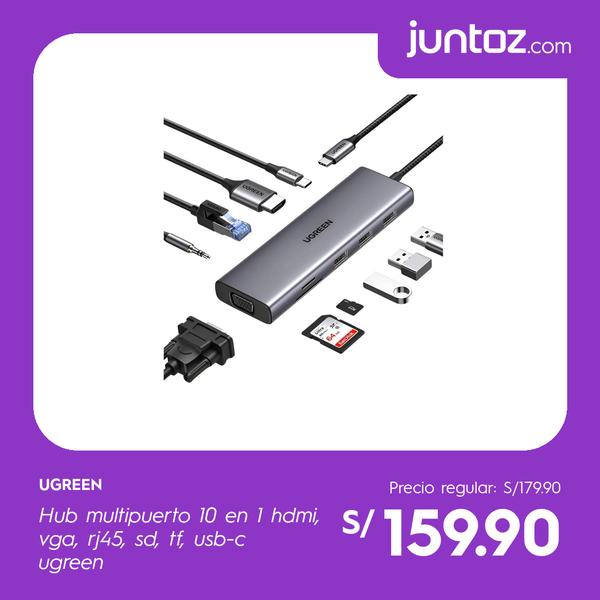 juntoz.com
UGREEN
UGREEN
UGREEN
UGREEN
Precio regular: S/179.90
Hub multipuerto 10 en 1 hdmi,
vga, rj45, sd, tf, usb-c
ugreen
S/159.90